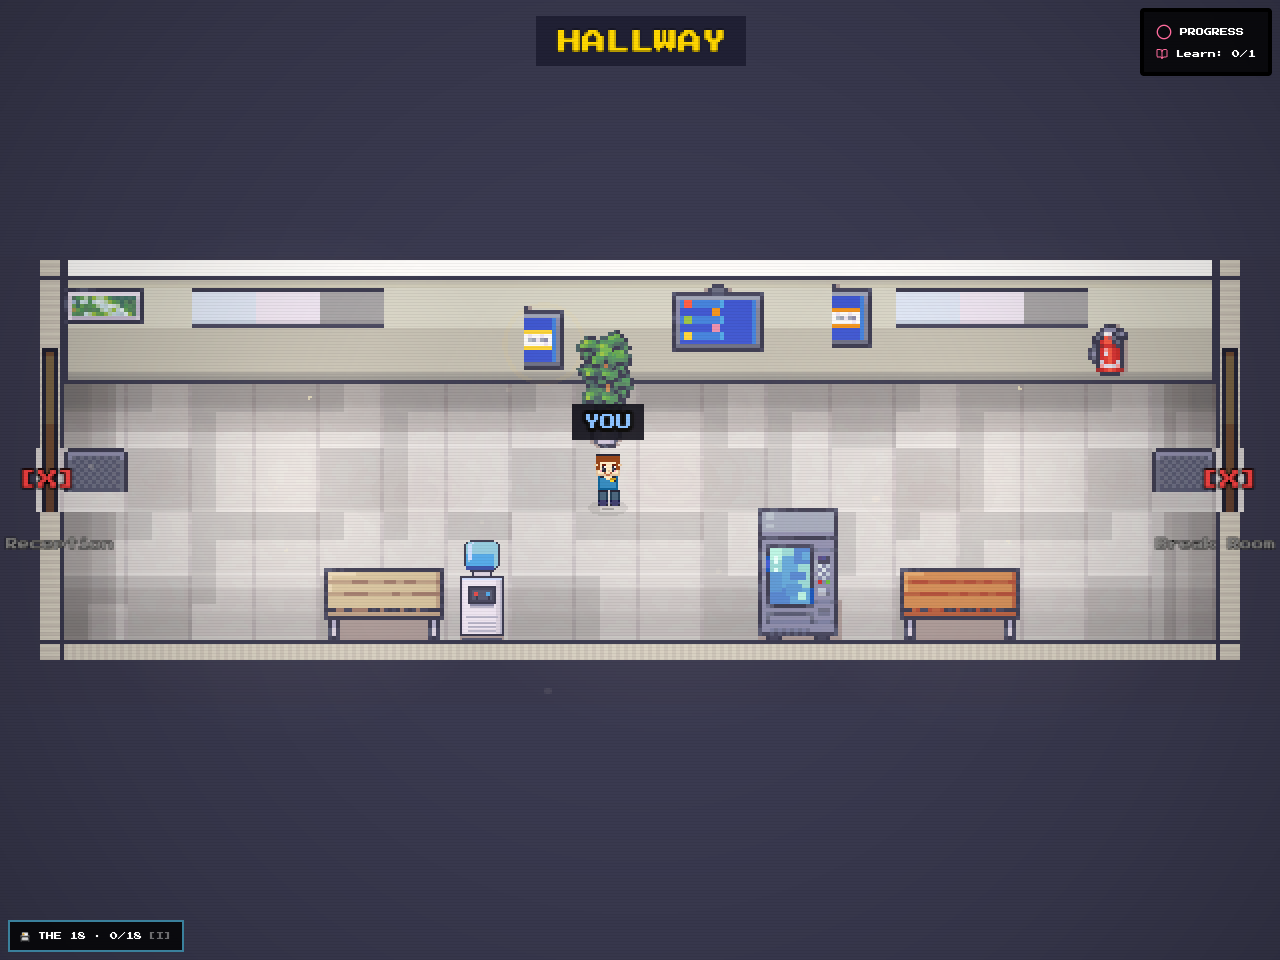 HALLWAY
PROGRESS
Learn: 0/1
YOU
[X]
[X]
Reception
Break Room
THE 18 · 0/18 [I]